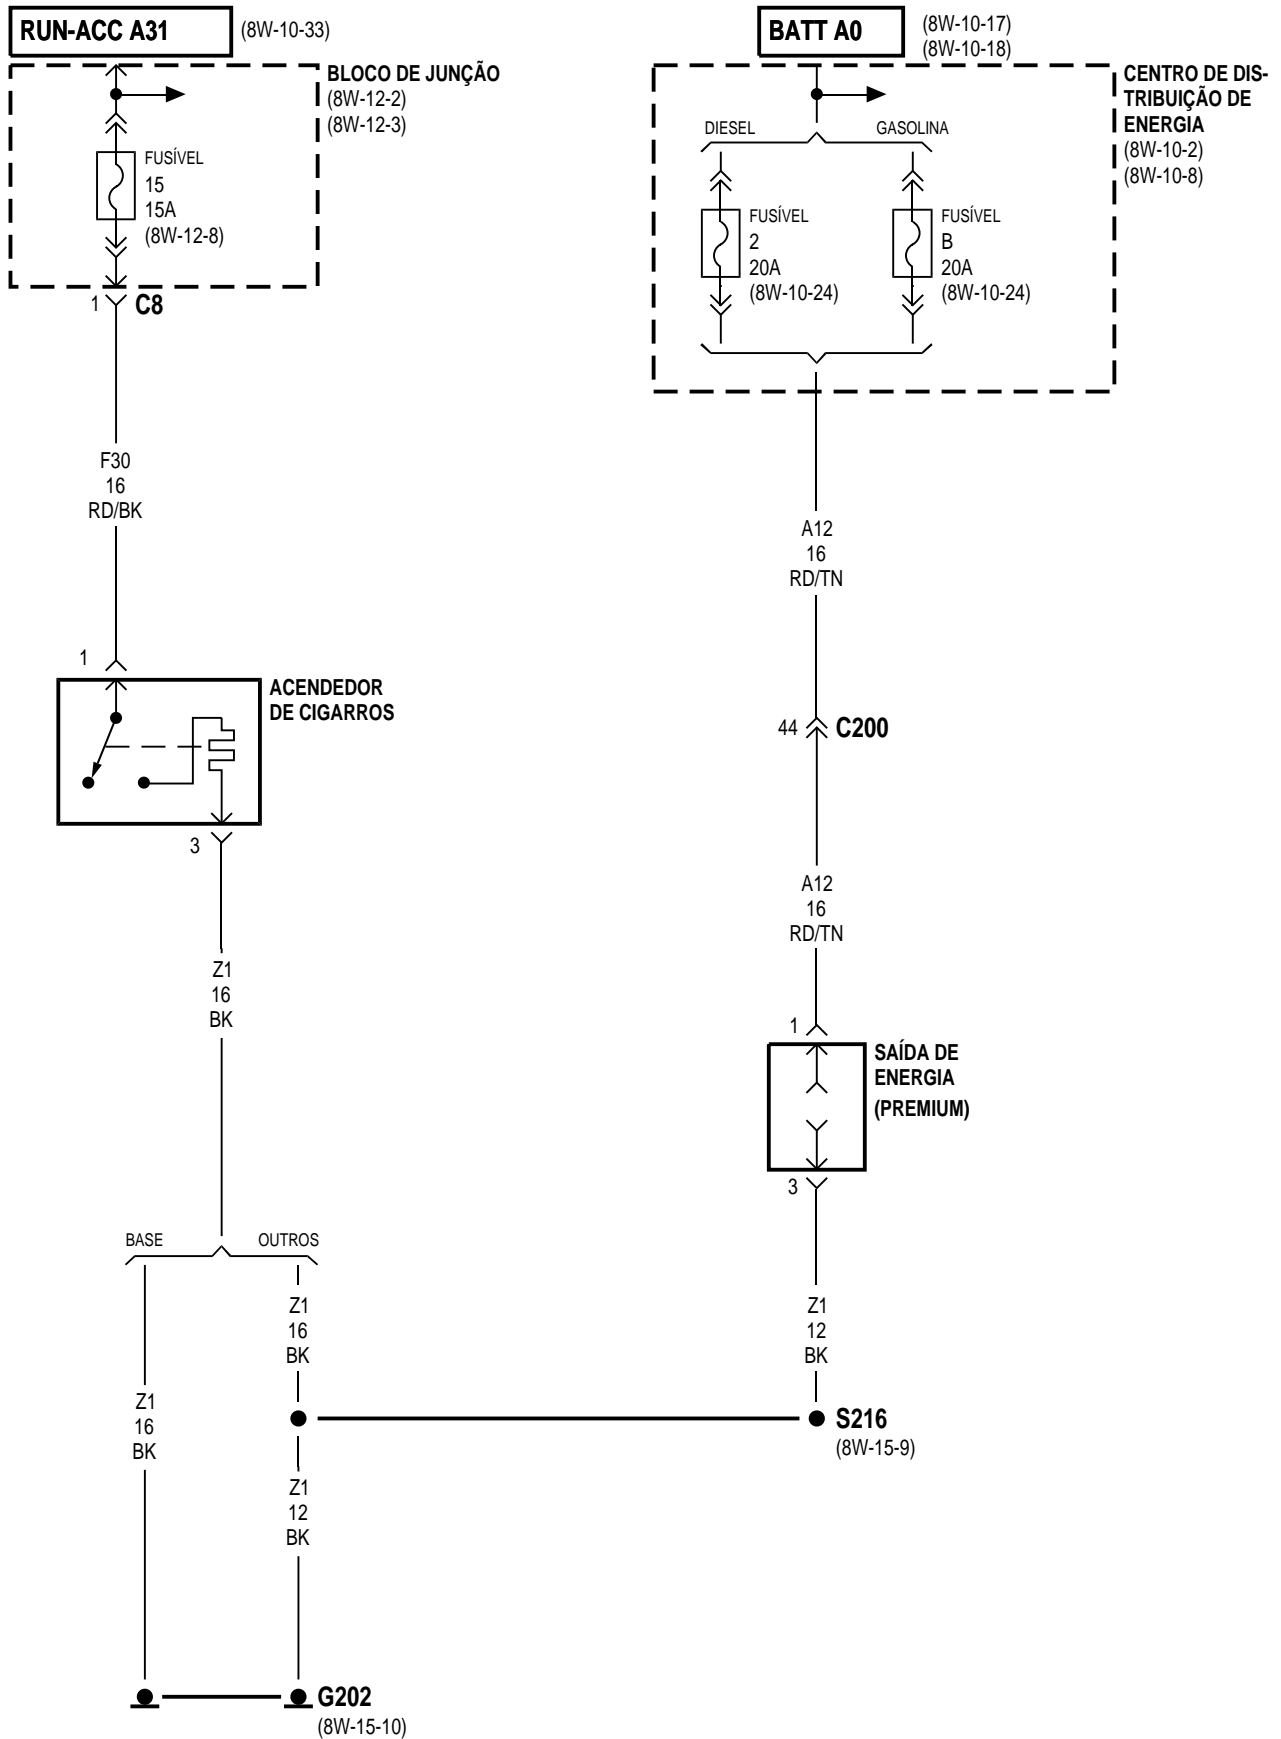 RUN-ACC A31
(8W-10-33)
BLOCO DE JUNÇÃO
(8W-12-2)
(8W-12-3)
FUSÍVEL
15
15A
(8W-12-8)
1
C8
F30
16
RD/BK
1
ACENDEDOR
DE CIGARROS
3
Z1
16
BK
BASE
OUTROS
Z1
16
BK
Z1
16
BK
Z1
12
BK
G202
(8W-15-10)
BATT A0
(8W-10-17)
(8W-10-18)
CENTRO DE DIS-
TRIBUIÇÃO DE
ENERGIA
(8W-10-2)
(8W-10-8)
DIESEL
GASOLINA
FUSÍVEL
2
20A
(8W-10-24)
FUSÍVEL
B
20A
(8W-10-24)
A12
16
RD/TN
44
C200
A12
16
RD/TN
1
SAÍDA DE
ENERGIA
(PREMIUM)
3
Z1
12
BK
S216
(8W-15-9)